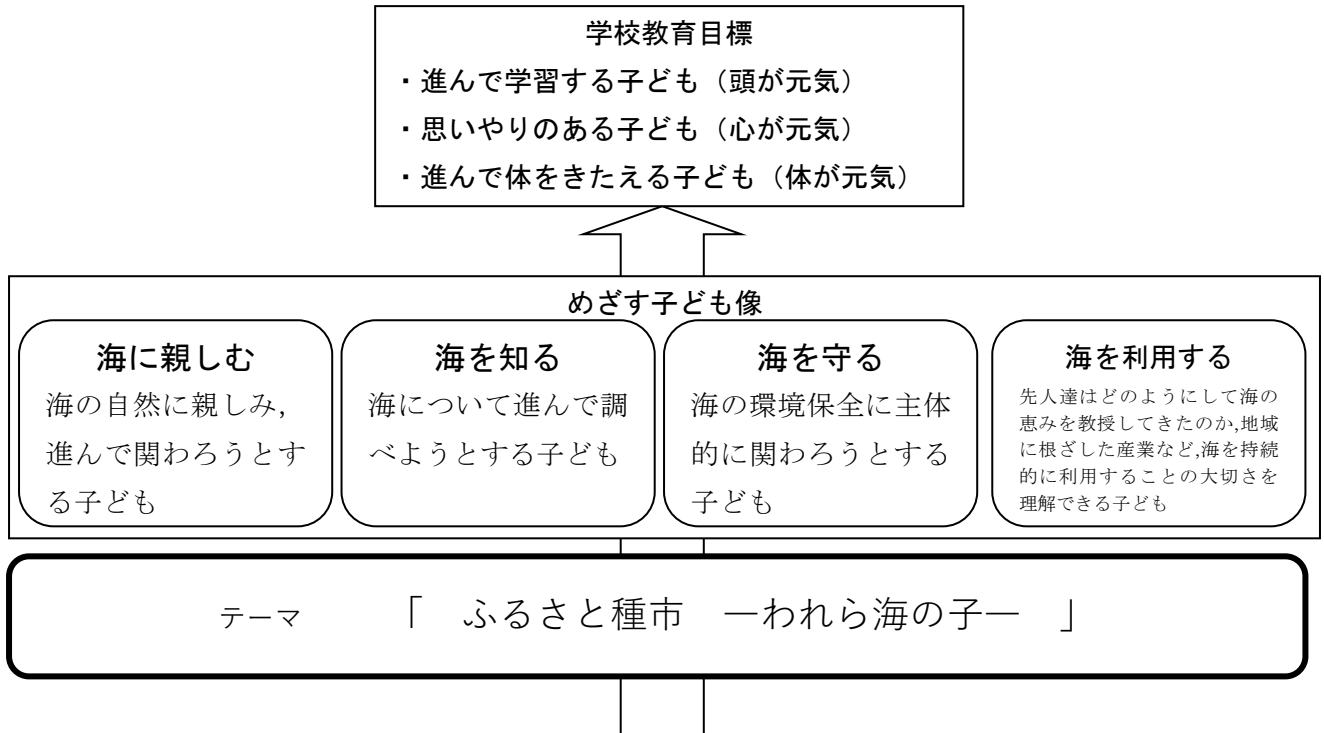 学校教育目標
・進んで学習する子ども（頭が元気）
・思いやりのある子ども（心が元気）
・進んで体をきたえる子ども（体が元気）
めざす子ども像
海に親しむ
海の自然に親しみ,
進んで関わろうとす
る子ども
海を知る
海について進んで調
べようとする子ども
海を守る
海の環境保全に主体
的に関わろうとする
子ども
海を利用する
先人達はどのようにして海の
恵みを教授してきたのか,地域
に根ざした産業など,海を持続
的に利用することの大切さを
理解できる子ども
テーマ 「 ふるさと種市 ―われら海の子― 」